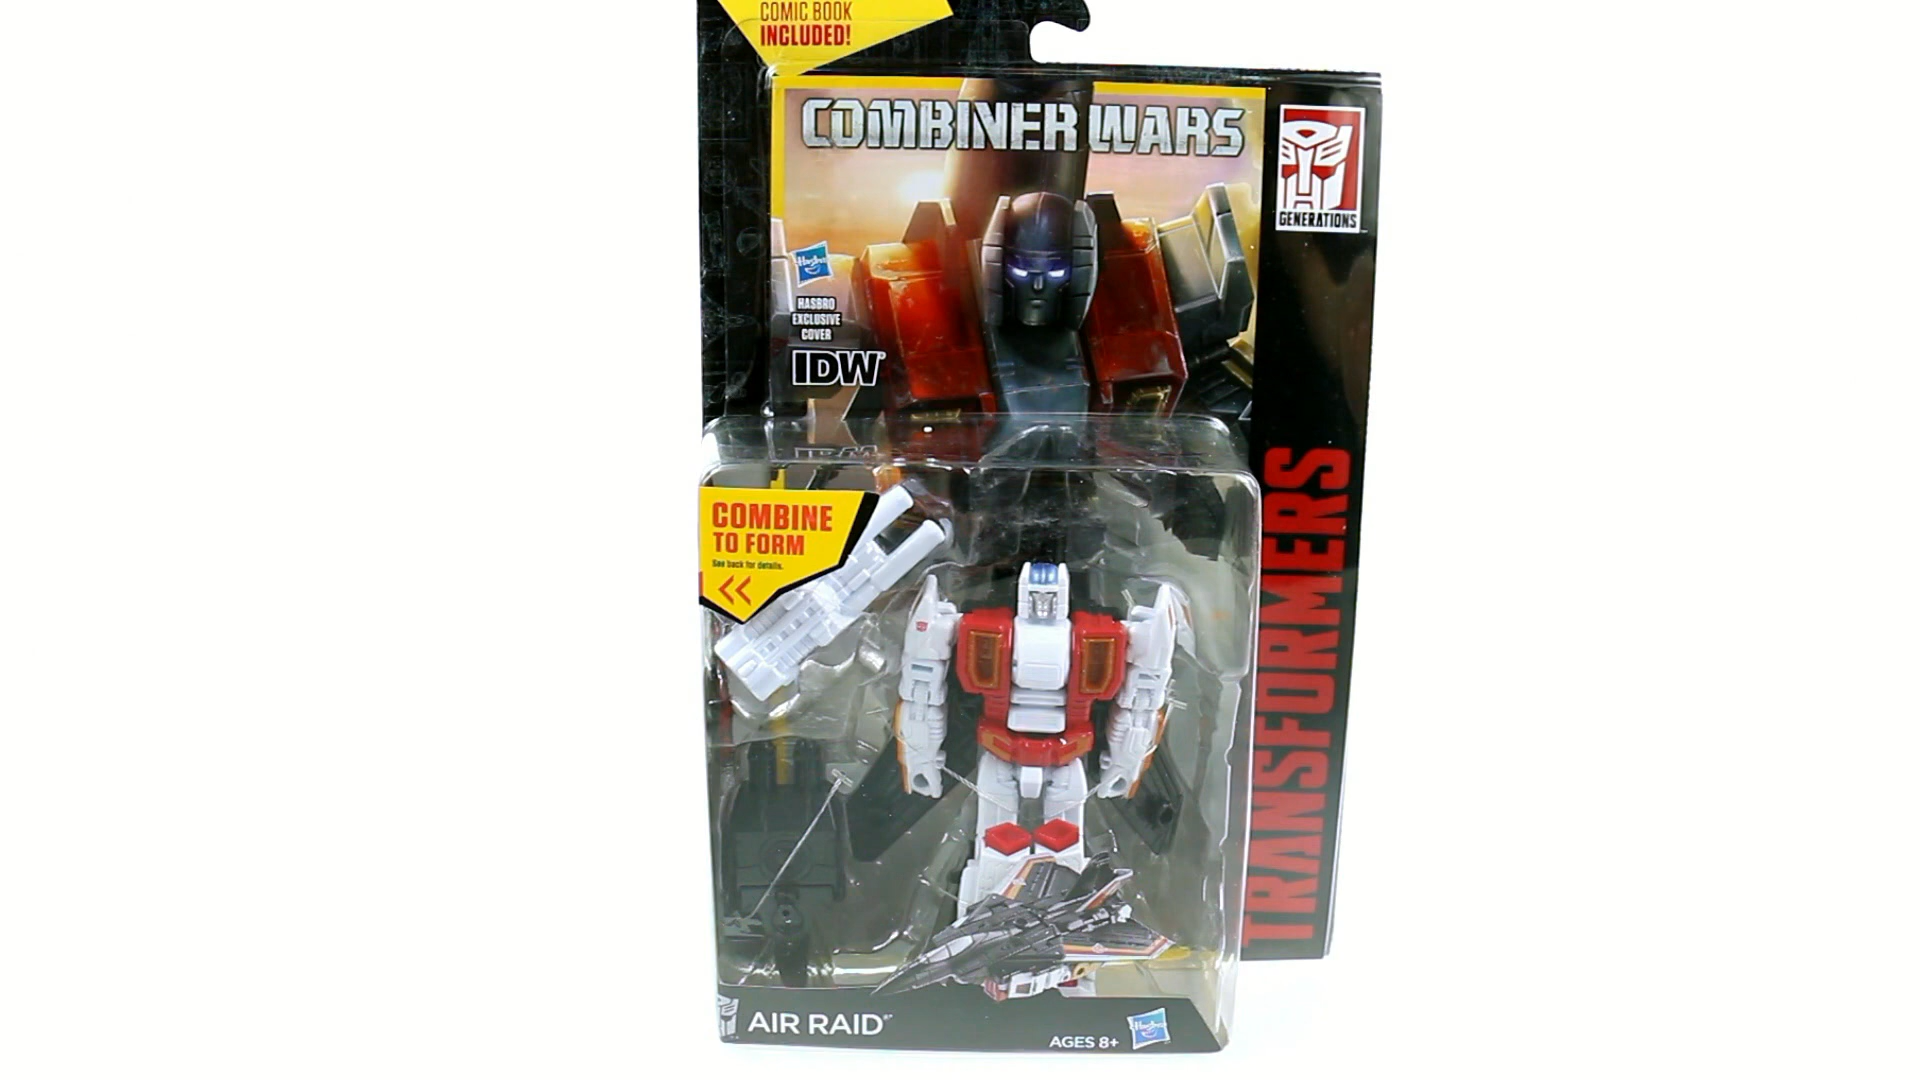 COMIC BOOK
INCLUDED!
COMBINER WARS
GENERATIONS
Hasbro
HASBRO
EXCLUSIVE
COVER
IDW
COMBINE
TO FORM
See back for details.
TRANSFORMERS
AIR RAID
AGES 8+
Hasbro